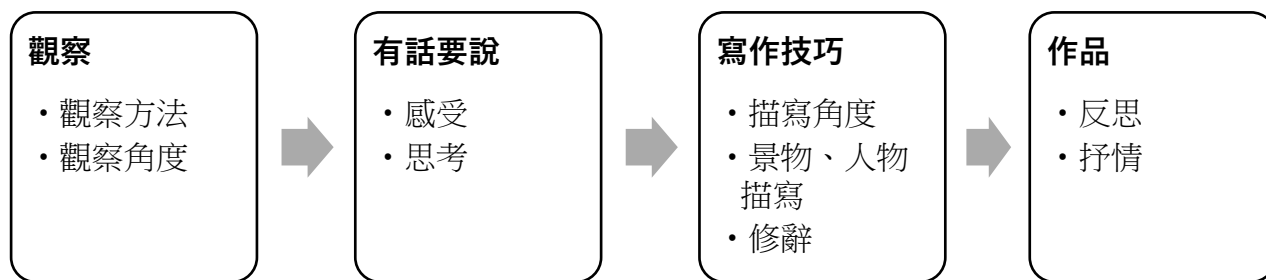 觀察
・觀察方法
・觀察角度
有話要說
・感受
・思考
寫作技巧
・描寫角度
・景物、人物
描寫
・修辭
作品
・反思
・抒情